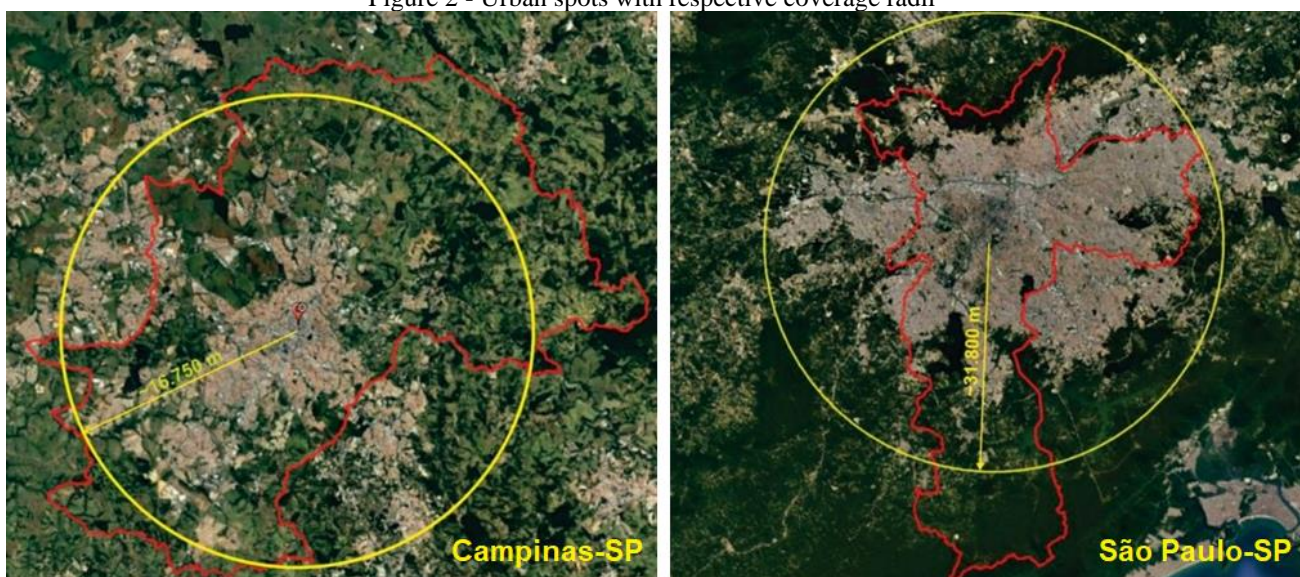 Figure 2 - Urban spots with respective coverage radii
16.750 m
Campinas-SP
31.800 m
São Paulo-SP